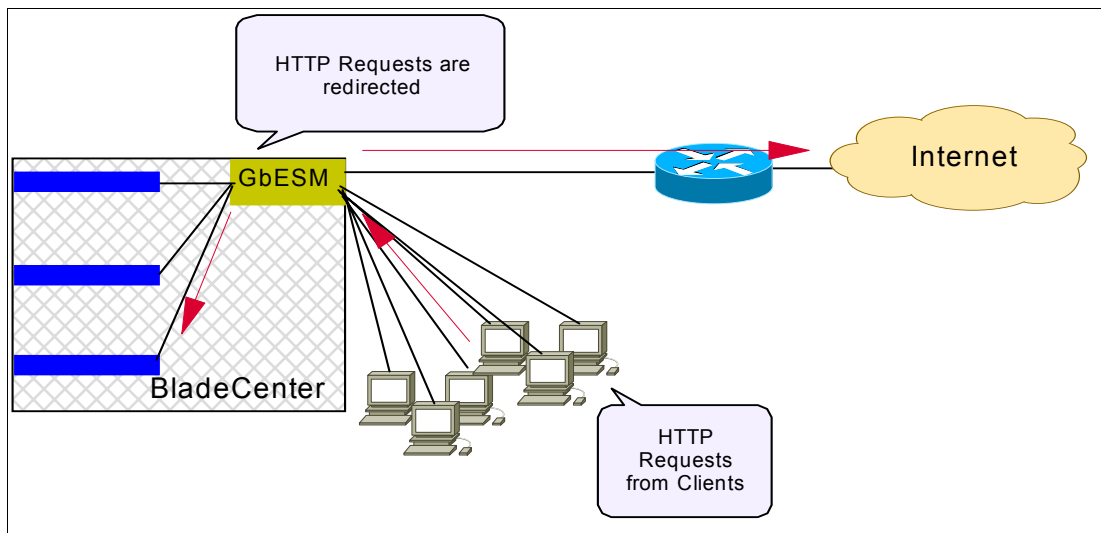 HTTP Requests are
redirected
GbESM
Internet
BladeCenter
HTTP
Requests
from Clients